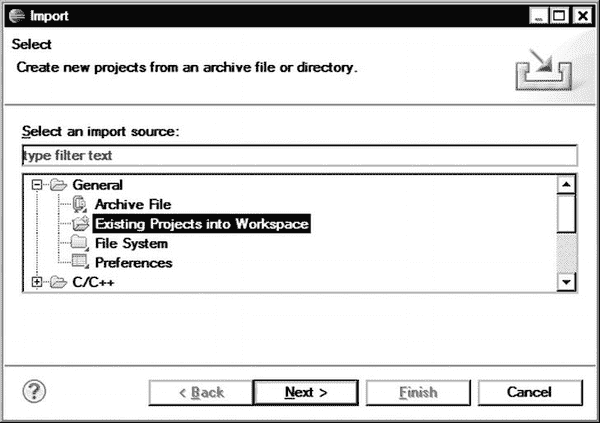 Import
Select
Create new projects from an archive file or directory.
Select an import source:
type filter text
General
Archive File
Existing Projects into Workspace
File System
Preferences
C/C++
?
< Back Next > Finish Cancel